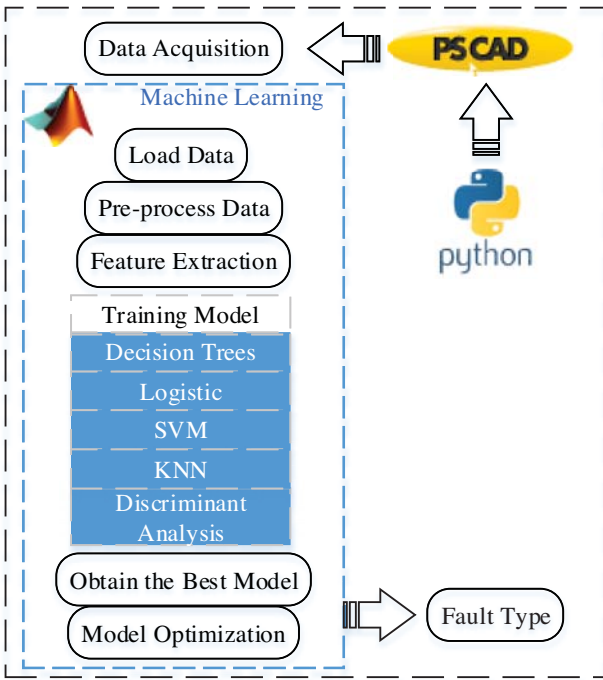 Data Acquisition
PSCAD
Machine Learning
Load Data
Pre-process Data
Feature Extraction
python
Training Model
Decision Trees
Logistic
SVM
KNN
Discriminant
Analysis
Obtain the Best Model
Model Optimization
Fault Type